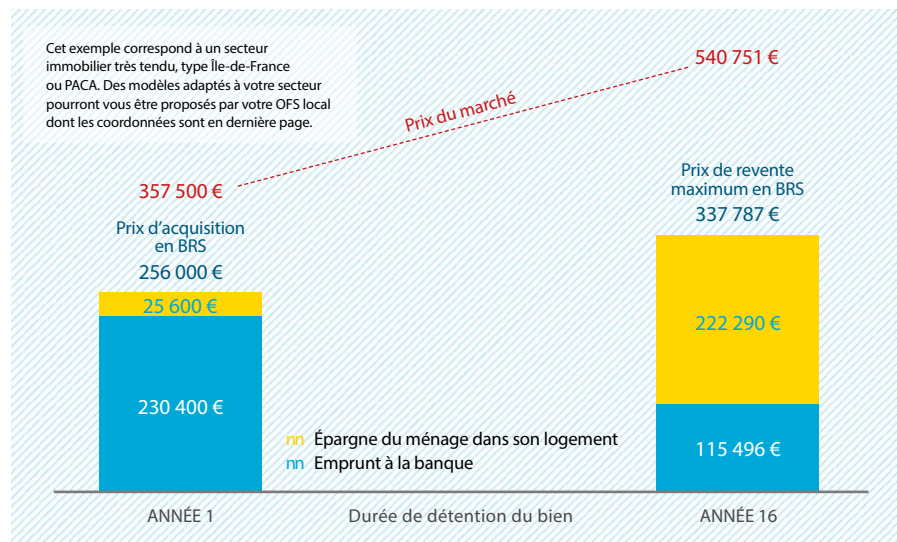 Cet exemple correspond à un secteur
immobilier très tendu, type Île-de-France
ou PACA. Des modèles adaptés à votre secteur
pourront vous être proposés par votre OFS local
dont les coordonnées sont en dernière page.
540 751 €
Prix du marché
357 500 €
Prix d’acquisition
en BRS
256 000 €
25 600 €
230 400 €
Prix de revente
maximum en BRS
337 787 €
222 290 €
115 496 €
nn Épargne du ménage dans son logement
nn Emprunt à la banque
ANNÉE 1
Durée de détention du bien
ANNÉE 16